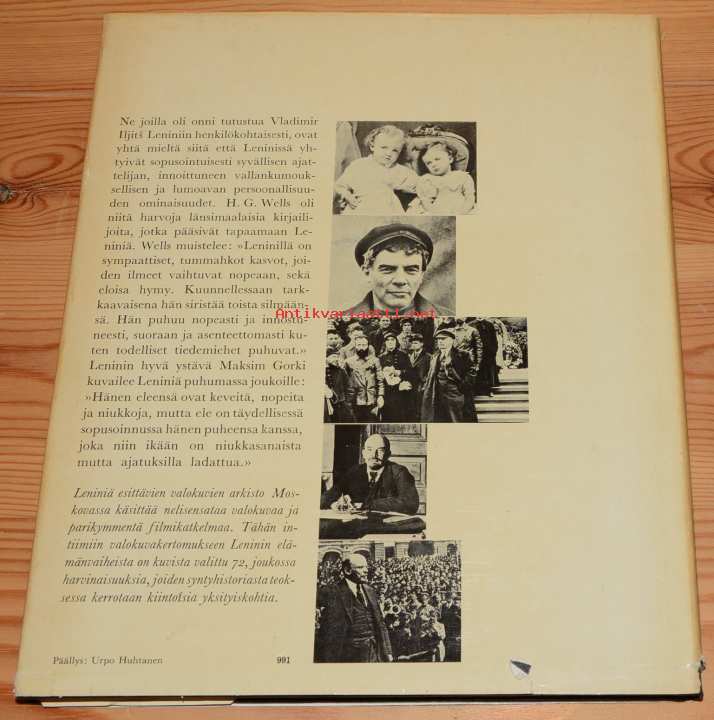 Ne joilla oli onni tutustua Vladimir
Iljitš Leniniin henkilökohtaisesti, ovat
yhtä mieltä siitä että Leninissä yh-
tyivät sopusointuisesti syvällisen ajat-
telijan, innoittuneen vallankumouk-
sellisen ja lumoavan persoonallisuu-
den ominaisuudet. H. G. Wells oli
niitä harvoja länsimaalaisia kirjaili-
joita, jotka pääsivät tapaamaan Le-
niniä. Wells muistelee: »Leninillä on
sympaattiset, tummahkot kasvot, joi-
den ilmeet vaihtuvat nopeaan, sekä
eloisa hymy. Kuunnellessaan tark-
kaavaisena hän siristää toista silmään-
sä. Hän puhuu nopeasti ja innostu-
neesti, suoraan ja asenteettomasti ku-
ten todelliset tiedemiehet puhuvat.»
Leninin hyvä ystävä Maksim Gorki
kuvailee Leniniä puhumassa joukoille:
»Hänen eleensä ovat keveitä, nopeita
ja niukkoja, mutta ele on täydellisessä
sopusoinnussa hänen puheensa kanssa,
joka niin ikään on niukkasanaista
mutta ajatuksilla ladattua.»
Leniniä esittävien valokuvien arkisto Mos-
kovassa käsittää nelisensataa valokuvaa ja
parikymmentä filmikatkelmaa. Tähän in-
tiimiin valokuvakertomukseen Leninin elä-
mänvaiheista on kuvista valittu 72, joukossa
harvinaisuuksia, joiden syntyhistoriasta teok-
sessa kerrotaan kiintoisia yksityiskohtia.
Päällys: Urpo Huhtanen 991
Antikvariaatti.net